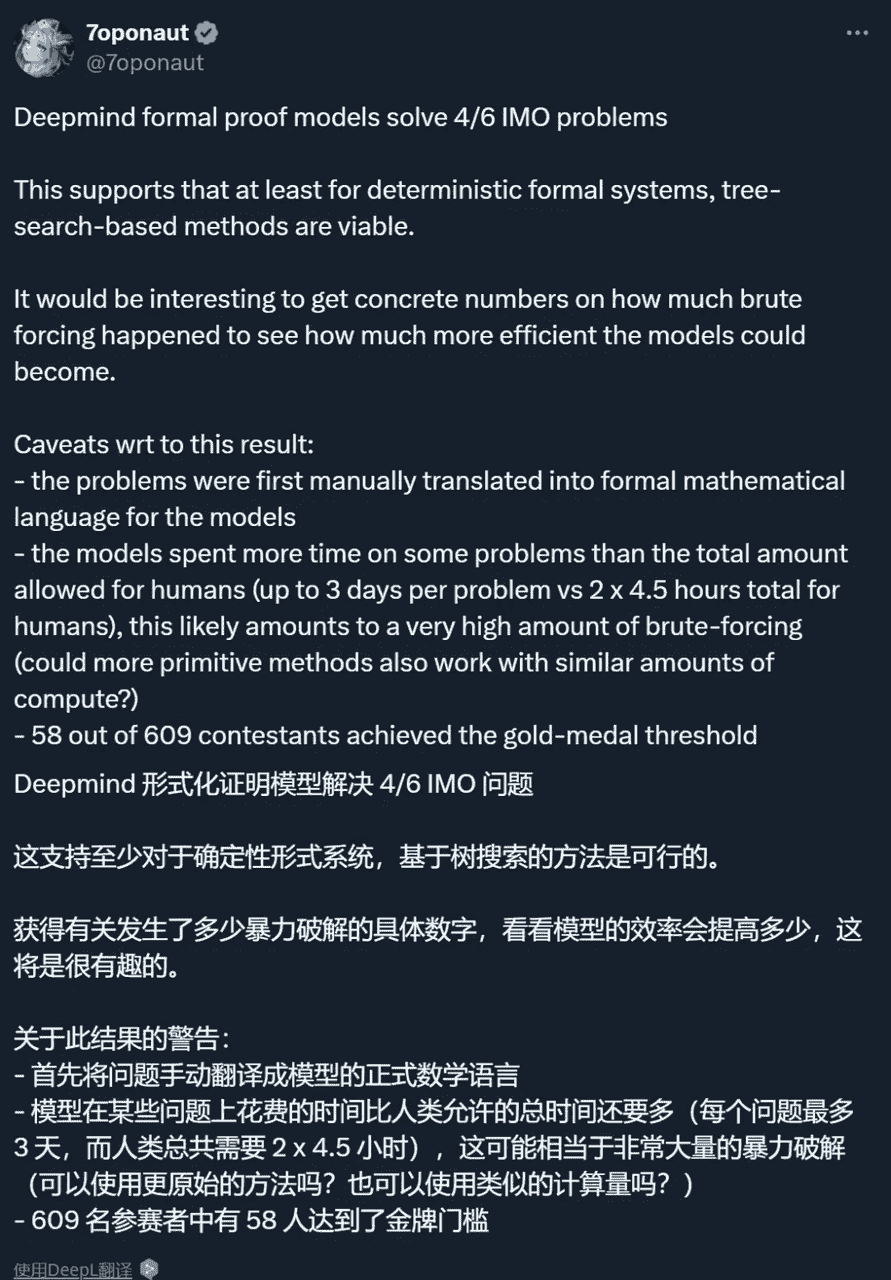 7oponaut
@7oponaut
Deepmind formal proof models solve 4/6 IMO problems
This supports that at least for deterministic formal systems, tree-
search-based methods are viable.
It would be interesting to get concrete numbers on how much brute
forcing happened to see how much more efficient the models could
become.
Caveats wrt to this result:
- the problems were first manually translated into formal mathematical
language for the models
- the models spent more time on some problems than the total amount
allowed for humans (up to 3 days per problem vs 2 x 4.5 hours total for
humans), this likely amounts to a very high amount of brute-forcing
(could more primitive methods also work with similar amounts of
compute?)
- 58 out of 609 contestants achieved the gold-medal threshold
Deepmind 形式化证明模型解决 4/6 IMO 问题
这支持至少对于确定性形式系统，基于树搜索的方法是可行的。
获得有关发生了多少暴力破解的具体数字，看看模型的效率会提高多少，这
将是很有趣的。
关于此结果的警告：
- 首先将问题手动翻译成模型的正式数学语言
- 模型在某些问题上花费的时间比人类允许的总时间还要多（每个问题最多
3 天，而人类总共需要 2 x 4.5 小时），这可能相当于非常大量的暴力破解
（可以使用更原始的方法吗？也可以使用类似的计算量吗？）
- 609 名参赛者中有 58 人达到了金牌门槛
使用DeepL翻译